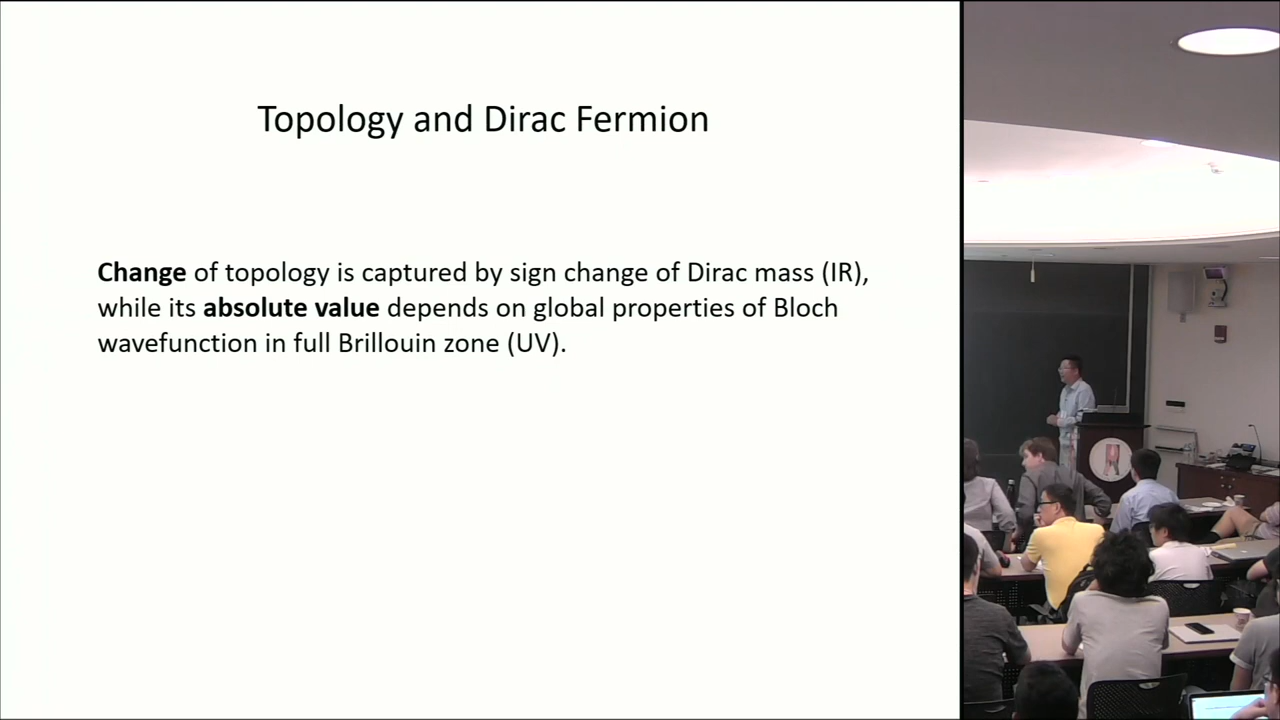 Topology and Dirac Fermion
Change of topology is captured by sign change of Dirac mass (IR),
while its absolute value depends on global properties of Bloch
wavefunction in full Brillouin zone (UV).